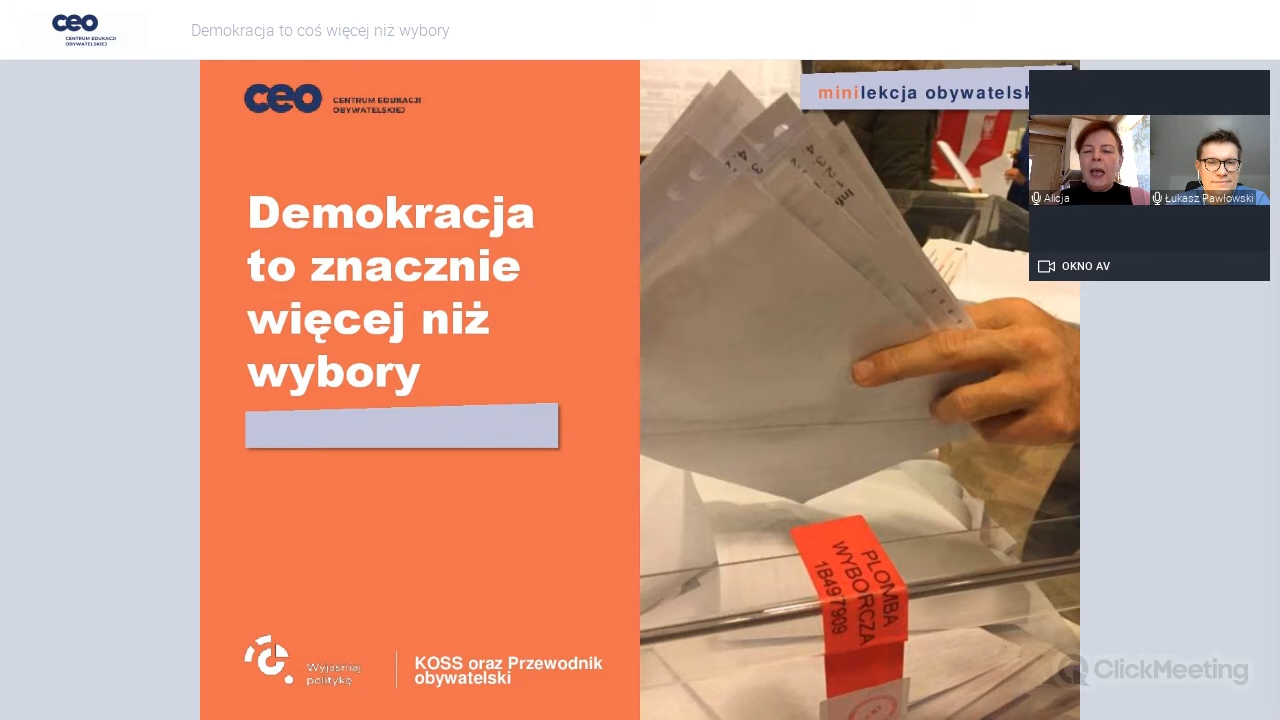 ceo
CENTRUM EDUKACJI
OBYWATELSKIEJ
Demokracja to coś więcej niż wybory
ceo
CENTRUM EDUKACJI
OBYWATELSKIEJ
minilekcja obywatelsk
Demokracja
to znacznie
więcej niż
wybory
Alicja
Łukasz Pawłowski
OKNO AV
PLOMBA
WYBORCZA
1B497909
Wyjaśniaj
politykę
KOSS oraz Przewodnik
obywatelski
ClickMeeting